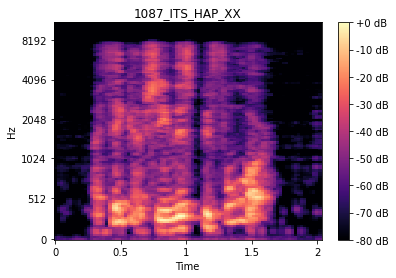 1087_ITS_HAP_XX
+0 dB
8192
-10 dB
4096
-20 dB
-30 dB
2048
Hz
-40 dB
1024
-50 dB
512
-60 dB
-70 dB
0
-80 dB
0
0.5
1
1.5
2
Time